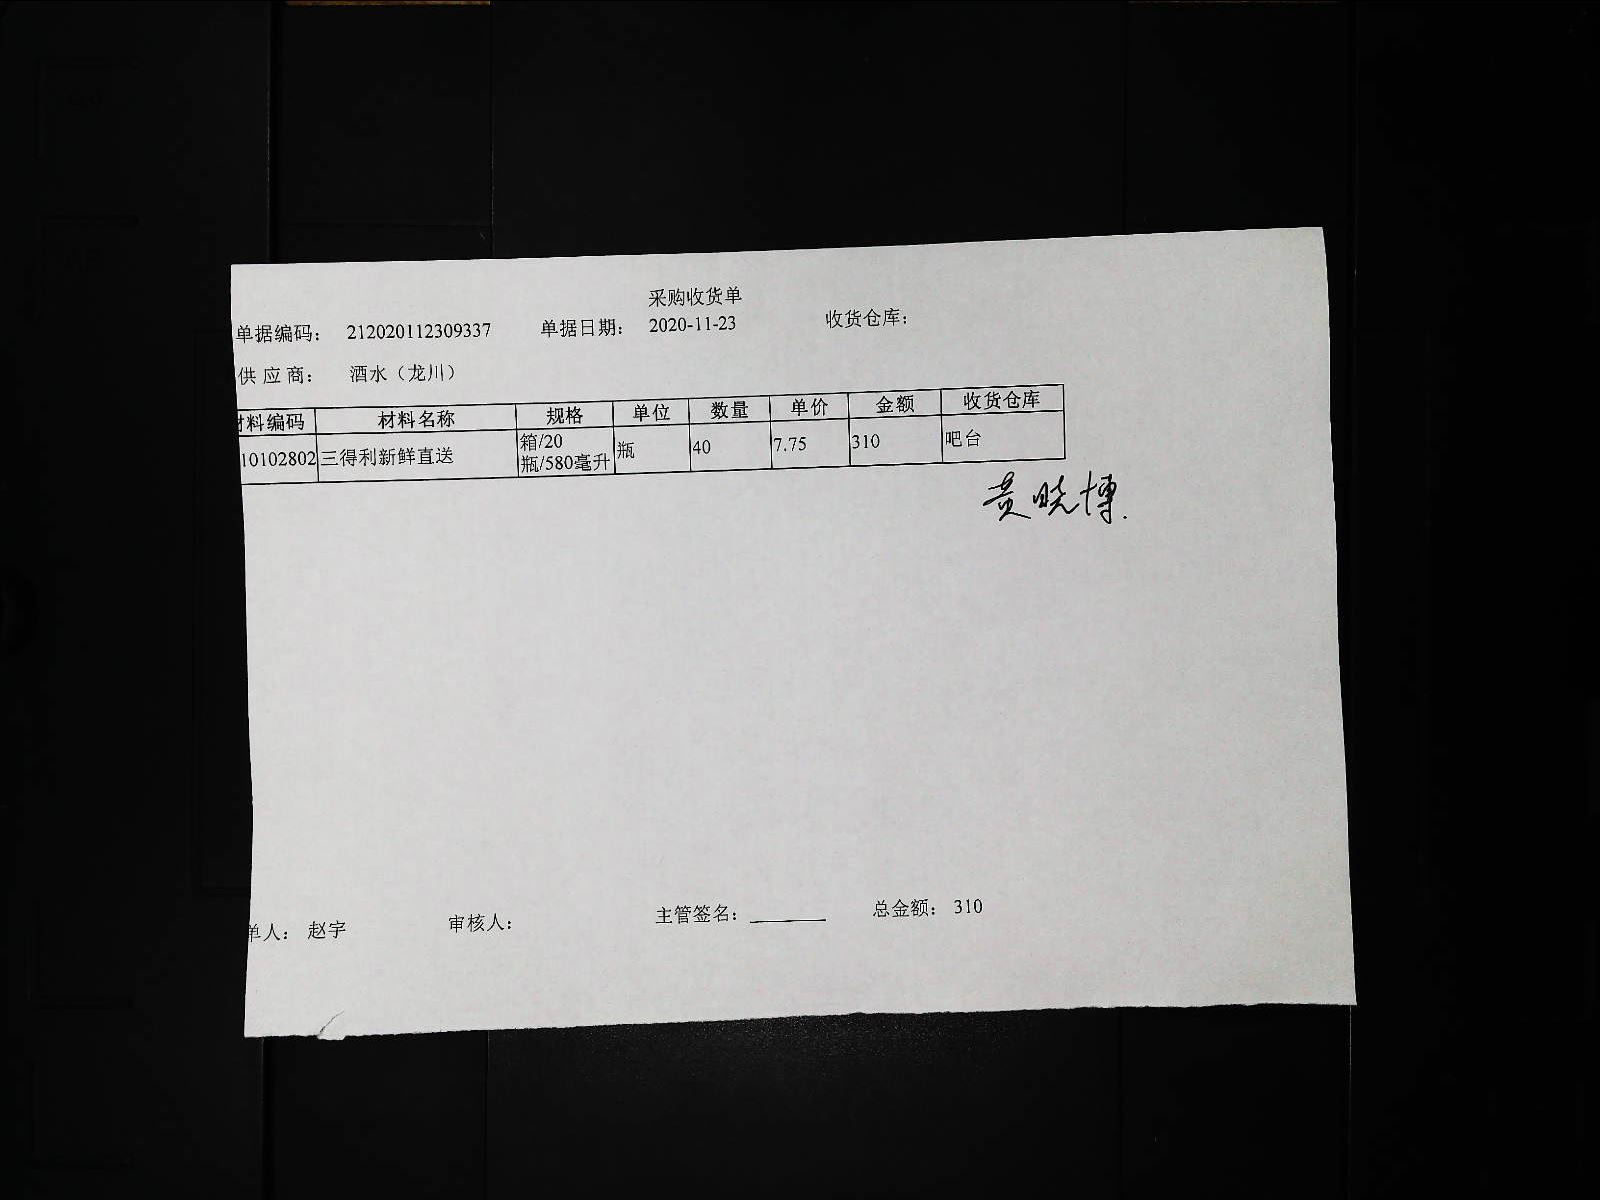 采购收货单
单据编码： 212020112309337 单据日期： 2020-11-23 收货仓库：
供应商： 酒水（龙川）
材料编码 材料名称 规格 单位 数量 单价 金额 收货仓库
10102802 三得利新鲜直送 箱/20 瓶/580毫升 瓶 40 7.75 310 吧台
黄晓博.
单人： 赵宇 审核人： 主管签名： 总金额： 310